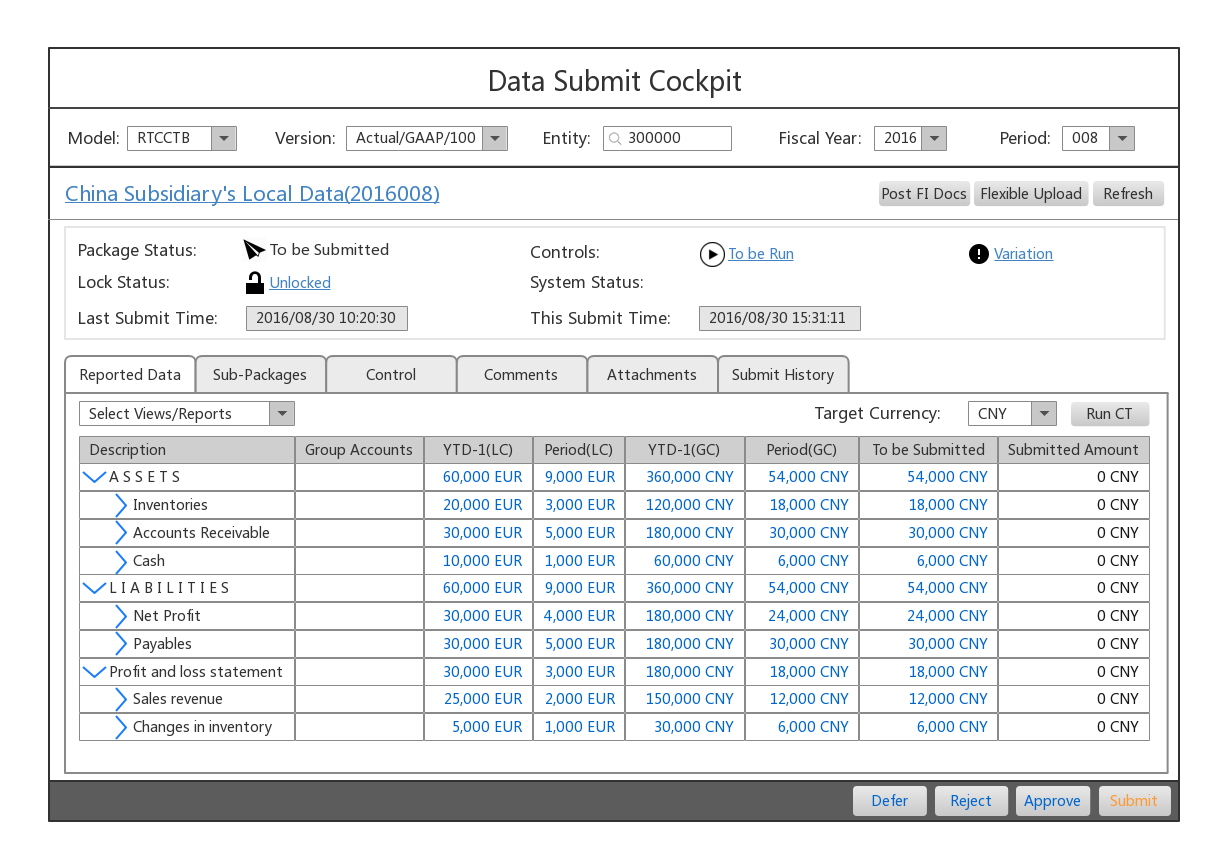 Data Submit Cockpit
Model: RTCCTB Version: Actual/GAAP/100 Entity: 300000 Fiscal Year: 2016 Period: 008
China Subsidiary's Local Data(2016008) Post FI Docs Flexible Upload Refresh
Package Status: To be Submitted Controls: To be Run Variation
Lock Status: Unlocked System Status:
Last Submit Time: 2016/08/30 10:20:30 This Submit Time: 2016/08/30 15:31:11
Reported Data Sub-Packages Control Comments Attachments Submit History
Select Views/Reports Target Currency: CNY Run CT
Description Group Accounts YTD-1(LC) Period(LC) YTD-1(GC) Period(GC) To be Submitted Submitted Amount
A S S E T S 60,000 EUR 9,000 EUR 360,000 CNY 54,000 CNY 54,000 CNY 0 CNY
Inventories 20,000 EUR 3,000 EUR 120,000 CNY 18,000 CNY 18,000 CNY 0 CNY
Accounts Receivable 30,000 EUR 5,000 EUR 180,000 CNY 30,000 CNY 30,000 CNY 0 CNY
Cash 10,000 EUR 1,000 EUR 60,000 CNY 6,000 CNY 6,000 CNY 0 CNY
L I A B I L I T I E S 60,000 EUR 9,000 EUR 360,000 CNY 54,000 CNY 54,000 CNY 0 CNY
Net Profit 30,000 EUR 4,000 EUR 180,000 CNY 24,000 CNY 24,000 CNY 0 CNY
Payables 30,000 EUR 5,000 EUR 180,000 CNY 30,000 CNY 30,000 CNY 0 CNY
Profit and loss statement 30,000 EUR 3,000 EUR 180,000 CNY 18,000 CNY 18,000 CNY 0 CNY
Sales revenue 25,000 EUR 2,000 EUR 150,000 CNY 12,000 CNY 12,000 CNY 0 CNY
Changes in inventory 5,000 EUR 1,000 EUR 30,000 CNY 6,000 CNY 6,000 CNY 0 CNY
Defer Reject Approve Submit